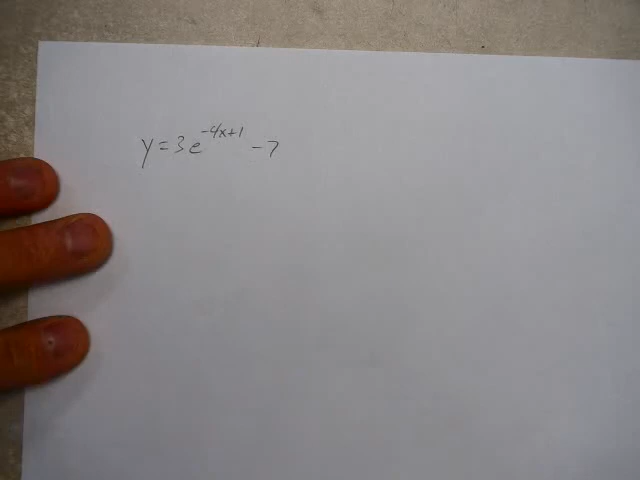 y = 3e^{-4x+1} - 7